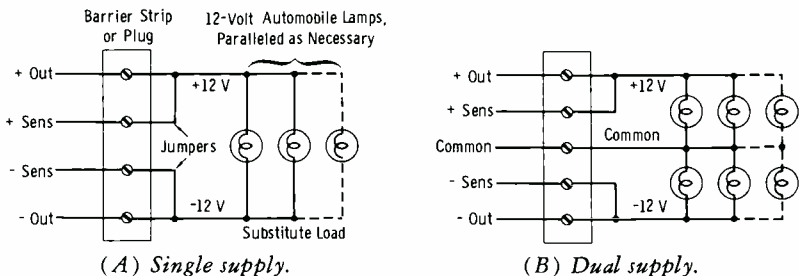 Barrier Strip
or Plug
12-Volt Automobile Lamps,
Paralleled as Necessary
+ Out
+12 V
+ Sens
Jumpers
- Sens
-12 V
- Out
Substitute Load
(A) Single supply.
+ Out
+12 V
+ Sens
Common
Common
- Sens
-12 V
- Out
(B) Dual supply.